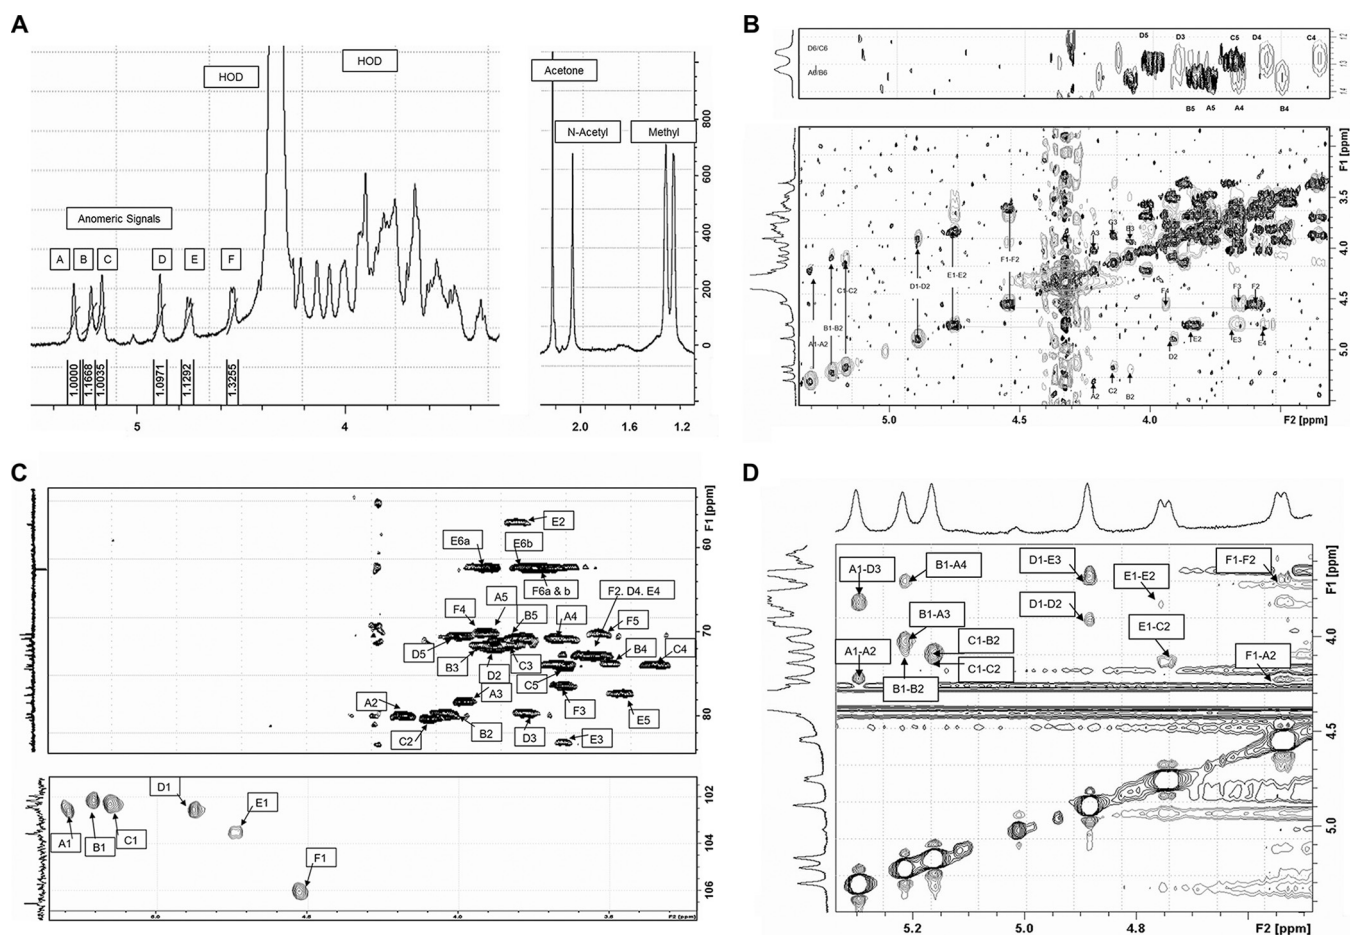 A
HOD
HOD
Acetone
N-Acetyl
Methyl
Anomeric Signals
A
B
C
D
E
F
1.0000
1.1668
1.0035
1.0971
1.1292
1.3255
5
4
2.0
1.6
1.2
800
600
400
200
0
B
D6/C6
A6/B6
D5
D3
C5
D4
C4
B5
A5
A4
B4
12
13
14
F1 [ppm]
3.5
4.0
4.5
5.0
A1-A2
B1-B2
C1-C2
D1-D2
E1-E2
F1-F2
A3
C3
B3
F4
F3
F2
D2
E2
E3
E4
A2
C2
B2
5.0
4.5
4.0
F2 [ppm]
C
E2
E6a
E6b
F6a & b
A5
F2. D4. E4
F4
B5
A4
F5
D5
B3
D2
C3
C5
B4
C4
A2
A3
F3
E5
C2
B2
D3
E3
F1 [ppm]
60
70
80
D1
E1
A1
B1
C1
F1
102
104
106
5.0
4.0
F2 [ppm]
D
A1-D3
B1-A4
D1-E3
E1-E2
F1-F2
B1-A3
D1-D2
A1-A2
C1-B2
E1-C2
C1-C2
F1-A2
B1-B2
F1 [ppm]
4.0
4.5
5.0
5.2
5.0
4.8
F2 [ppm]